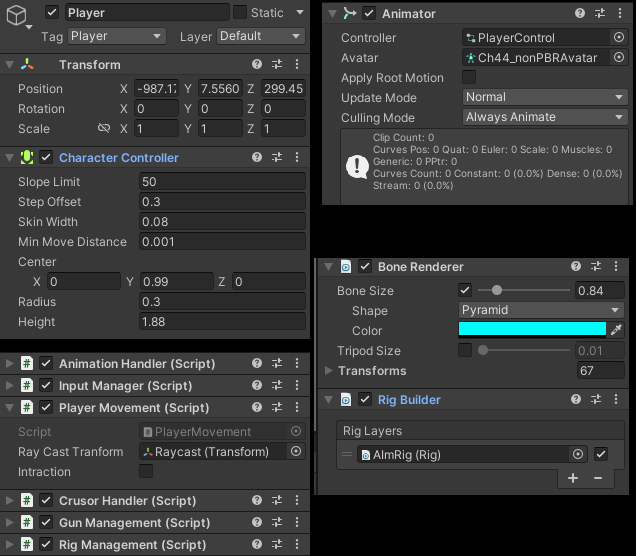 Player
Static
Tag Player Layer Default
Transform
Position X -987.17 Y 7.5560 Z 299.45
Rotation X 0 Y 0 Z 0
Scale X 1 Y 1 Z 1
Character Controller
Slope Limit 50
Step Offset 0.3
Skin Width 0.08
Min Move Distance 0.001
Center
X 0 Y 0.99 Z 0
Radius 0.3
Height 1.88
Animation Handler (Script)
Input Manager (Script)
Player Movement (Script)
Script PlayerMovement
Ray Cast Tranform Raycast (Transform)
Intraction
Crusor Handler (Script)
Gun Management (Script)
Rig Management (Script)
Animator
Controller PlayerControl
Avatar Ch44_nonPBRAvatar
Apply Root Motion
Update Mode Normal
Culling Mode Always Animate
Clip Count: 0
Curves Pos: 0 Quat: 0 Euler: 0 Scale: 0 Muscles: 0
Generic: 0 PPtr: 0
Curves Count: 0 Constant: 0 (0.0%) Dense: 0 (0.0%)
Stream: 0 (0.0%)
Bone Renderer
Bone Size 0.84
Shape Pyramid
Color
Tripod Size 0.01
Transforms 67
Rig Builder
Rig Layers
AImRig (Rig)